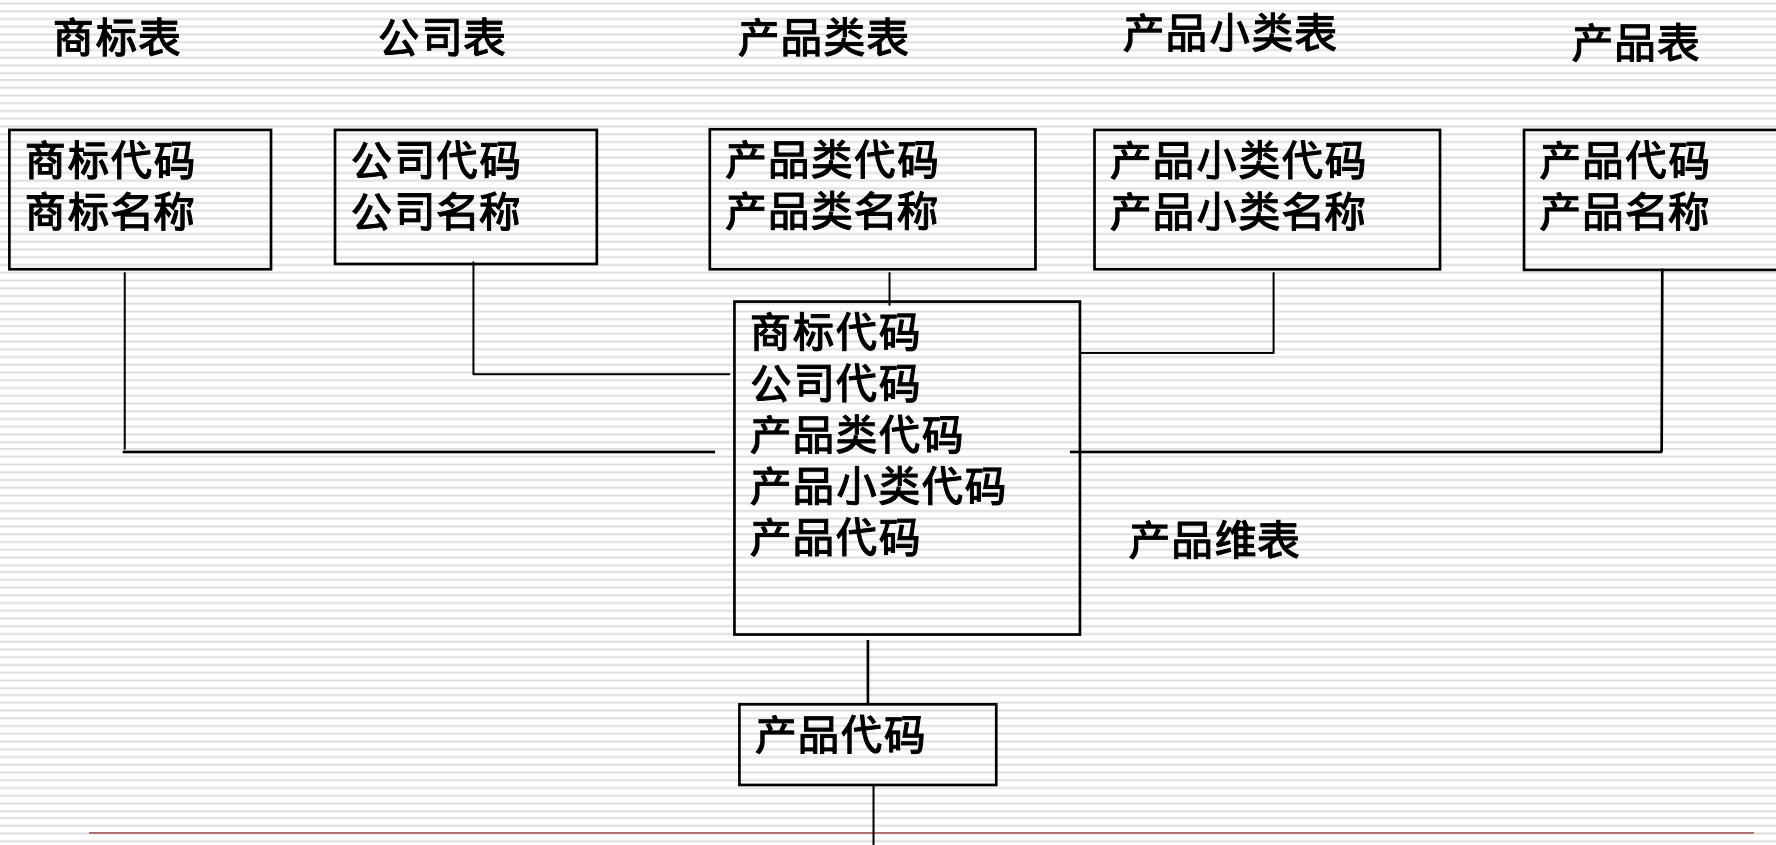 商标表
公司表
产品类表
产品小类表
产品表
商标代码
商标名称
公司代码
公司名称
产品类代码
产品类名称
产品小类代码
产品小类名称
产品代码
产品名称
商标代码
公司代码
产品类代码
产品小类代码
产品代码
产品维表
产品代码